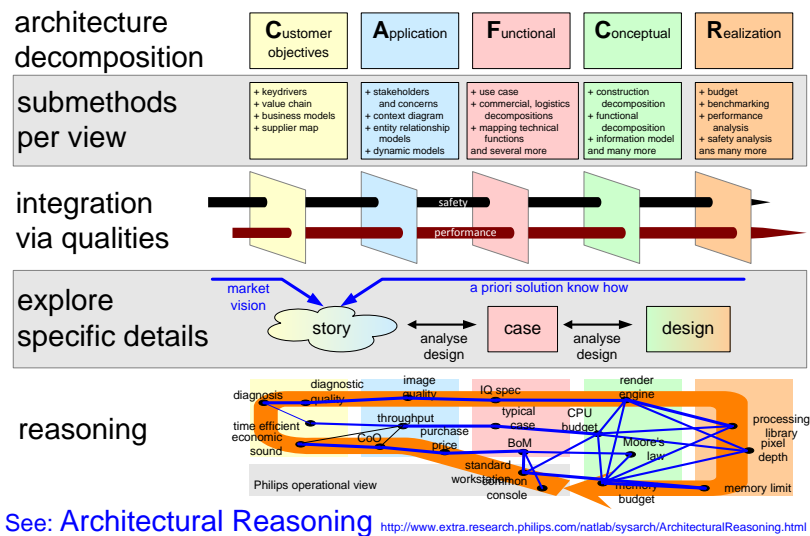 architecture
decomposition
Customer
objectives
Application
Functional
Conceptual
Realization
submethods
per view
+ keydrivers
+ value chain
+ business models
+ supplier map
+ stakeholders
and concerns
+ context diagram
+ entity relationship
models
+ dynamic models
+ use case
+ commercial, logistics
decompositions
+ mapping technical
functions
and several more
+ construction
decomposition
+ functional
decomposition
+ information model
and many more
+ budget
+ benchmarking
+ performance
analysis
+ safety analysis
ans many more
integration
via qualities
safety
performance
explore
specific details
market
vision
a priori solution know how
story
analyse
design
case
analyse
design
design
reasoning
diagnosis
diagnostic
quality
image
quality
IQ spec
render
engine
time efficient
throughput
typical
case
CPU
budget
processing
library
economic
sound
CoO
purchase
price
BoM
Moore's
law
pixel
depth
standard
workstation
common
console
memory
budget
memory limit
Philips operational view
See: Architectural Reasoning http://www.extra.research.philips.com/natlab/sysarch/ArchitecturalReasoning.html